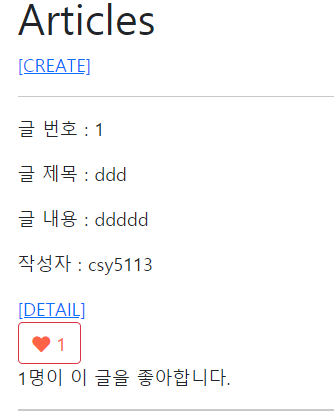 Articles
[CREATE]
글 번호 : 1
글 제목 : ddd
글 내용 : ddddd
작성자 : csy5113
[DETAIL]
1
1명이 이 글을 좋아합니다.